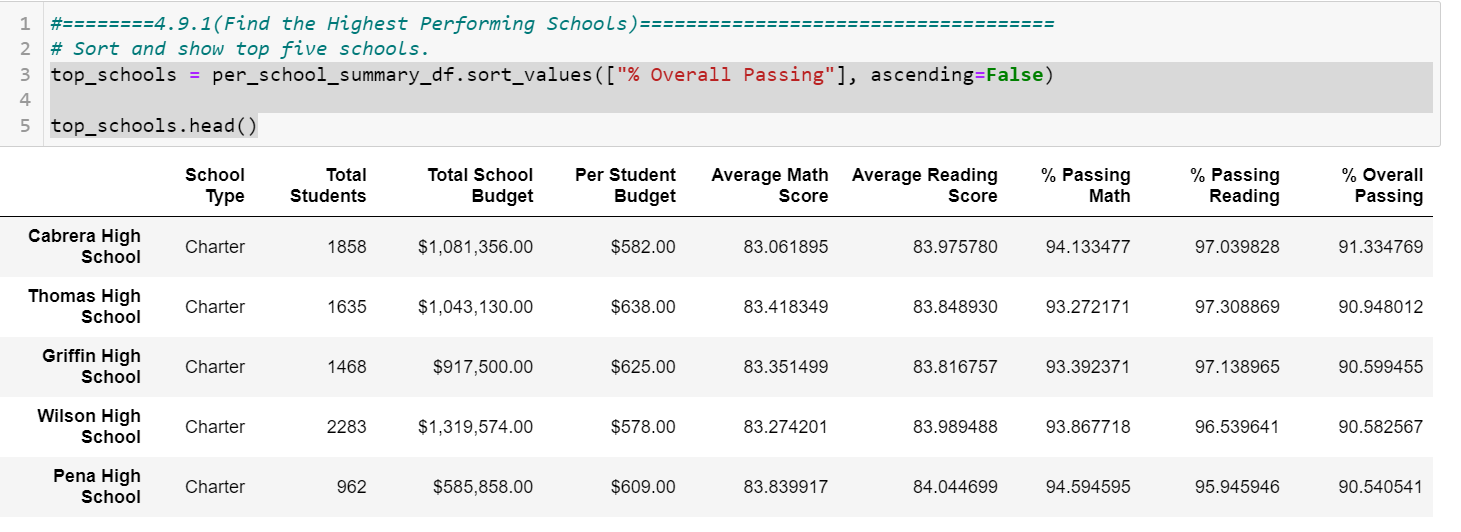 1 #========4.9.1(Find the Highest Performing Schools)====================================
2 # Sort and show top five schools.
3 top_schools = per_school_summary_df.sort_values(["% Overall Passing"], ascending=False)
4
5 top_schools.head()
School Type Total Students Total School Budget Per Student Budget Average Math Score Average Reading Score % Passing Math % Passing Reading % Overall Passing
Cabrera High School Charter 1858 $1,081,356.00 $582.00 83.061895 83.975780 94.133477 97.039828 91.334769
Thomas High School Charter 1635 $1,043,130.00 $638.00 83.418349 83.848930 93.272171 97.308869 90.948012
Griffin High School Charter 1468 $917,500.00 $625.00 83.351499 83.816757 93.392371 97.138965 90.599455
Wilson High School Charter 2283 $1,319,574.00 $578.00 83.274201 83.989488 93.867718 96.539641 90.582567
Pena High School Charter 962 $585,858.00 $609.00 83.839917 84.044699 94.594595 95.945946 90.540541